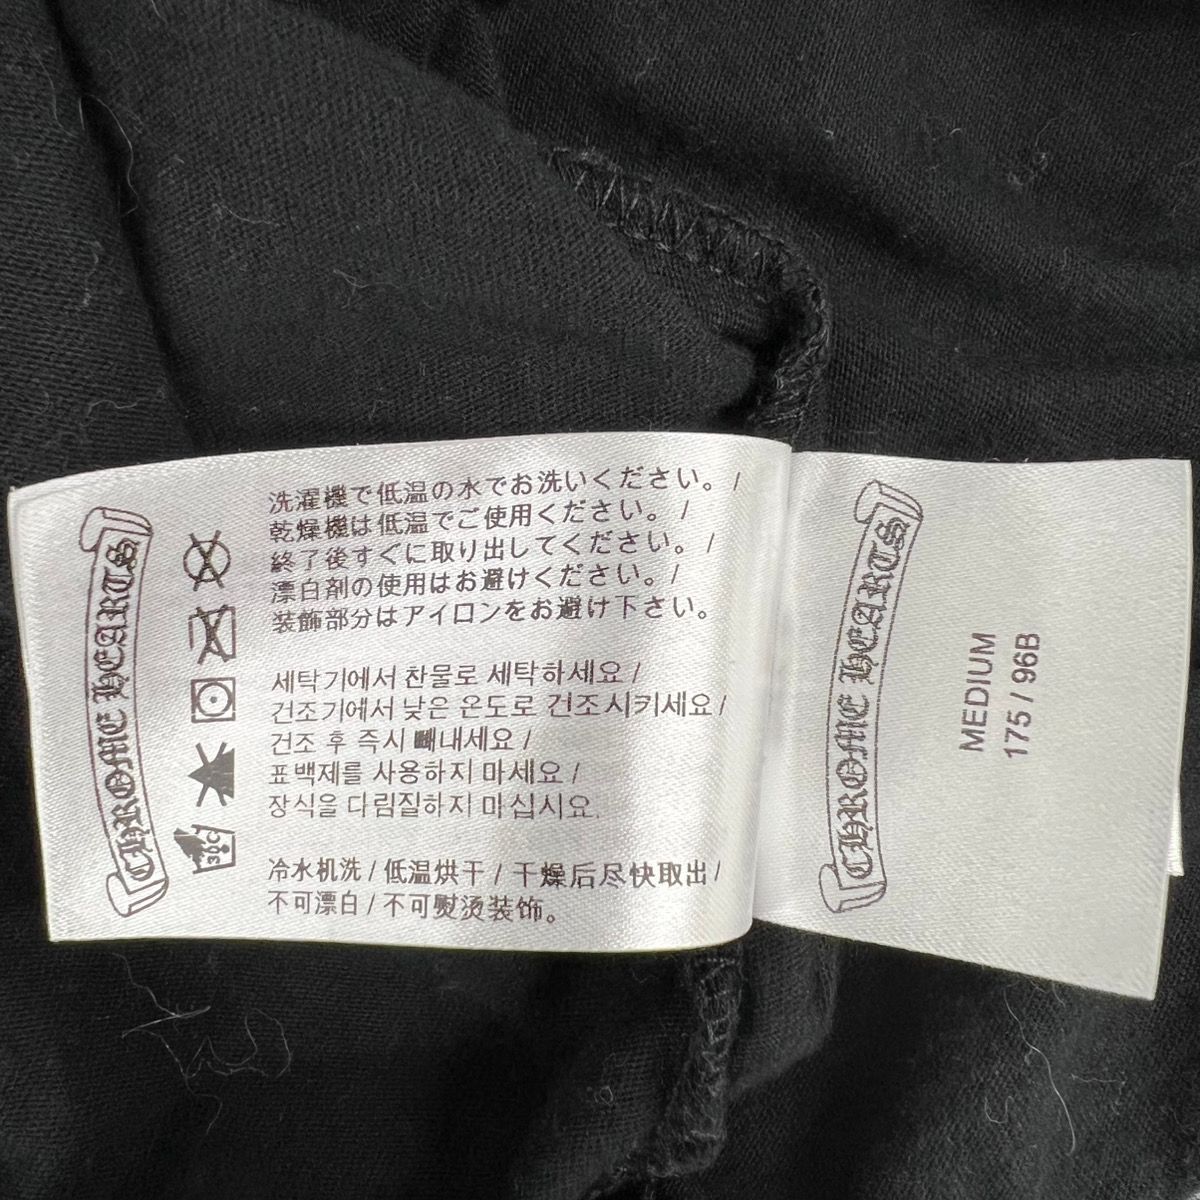 CHROME HEARTS
洗濯機で低温の水でお洗いください。/
乾燥機は低温でご使用ください。/
終了後すぐに取り出してください。/
漂白剤の使用はお避けください。/
装飾部分はアイロンをお避け下さい。
세탁기에서 찬물로 세탁하세요 /
건조기에서 낮은 온도로 건조시키세요 /
건조 후 즉시 빼내세요 /
표백제를 사용하지 마세요 /
장식을 다림질하지 마십시요.
冷水机洗 / 低温烘干 / 干燥后尽快取出 /
不可漂白 / 不可熨烫装饰。
30C
CHROME HEARTS
MEDIUM
175 / 96B